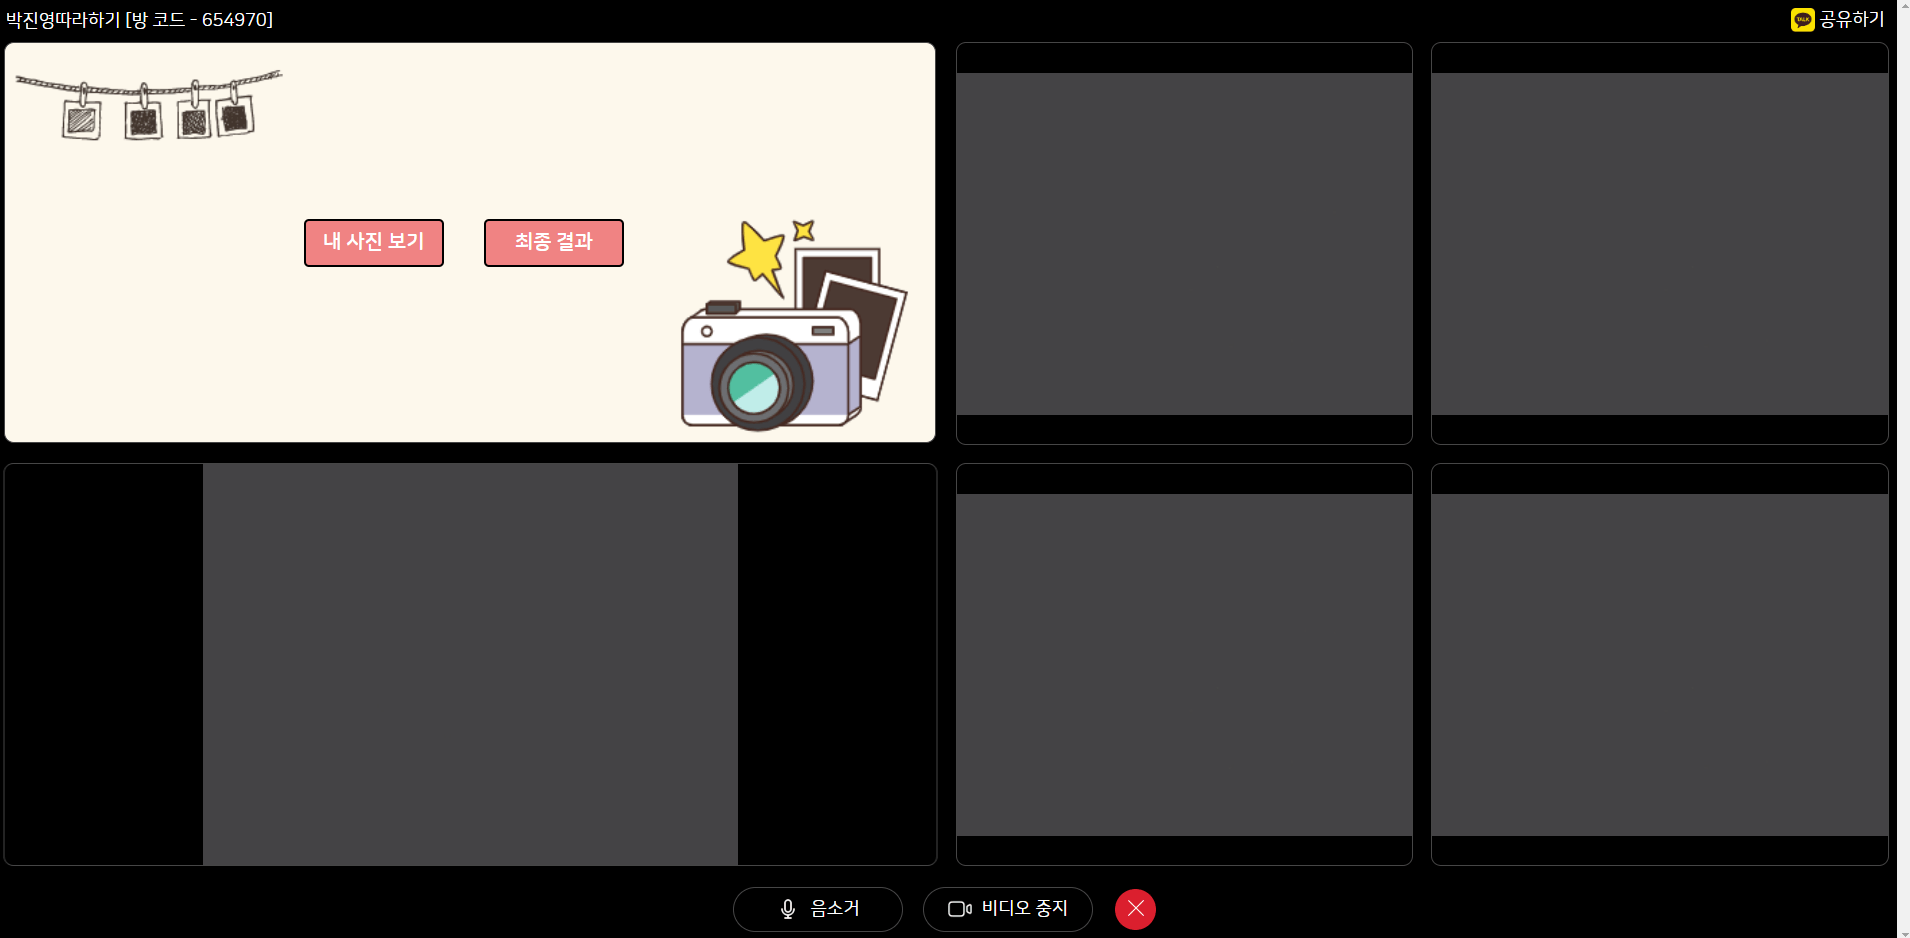 박진영따라하기 [방 코드 - 654970]
TALK 공유하기
내 사진 보기
최종 결과
음소거
비디오 중지